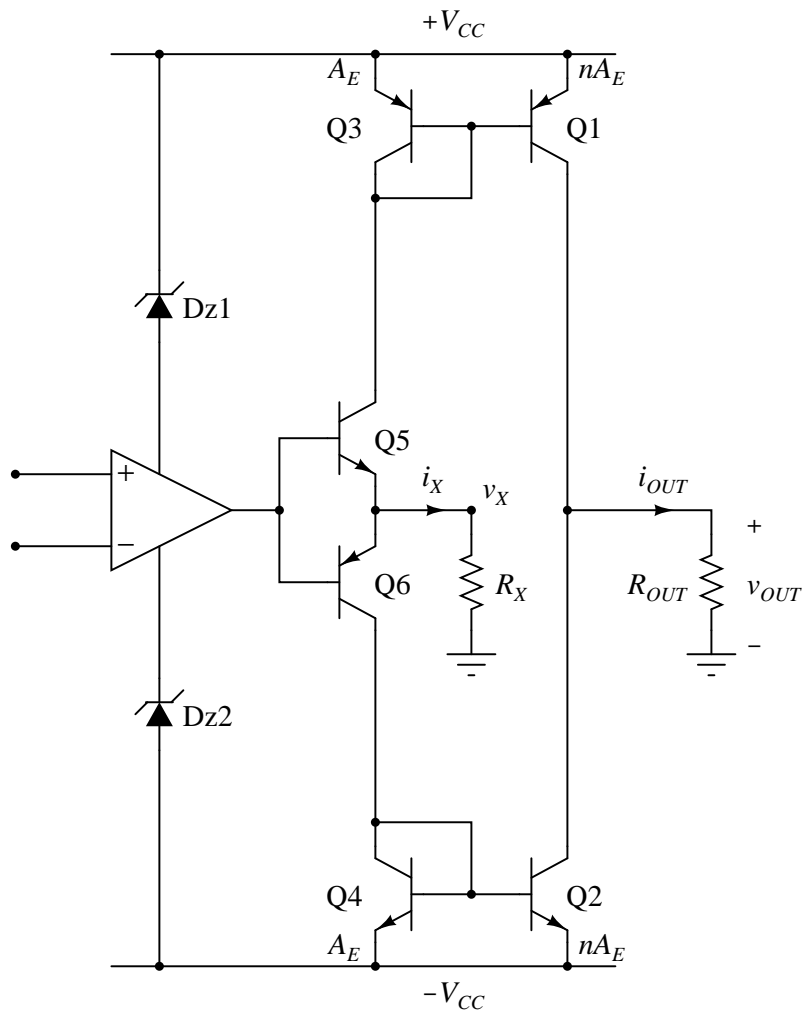 +V_CC
A_E
nA_E
Q3
Q1
Dz1
Q5
+
i_X
v_X
i_OUT
+
−
Q6
R_X
R_OUT
v_OUT
−
Dz2
Q4
Q2
A_E
nA_E
−V_CC